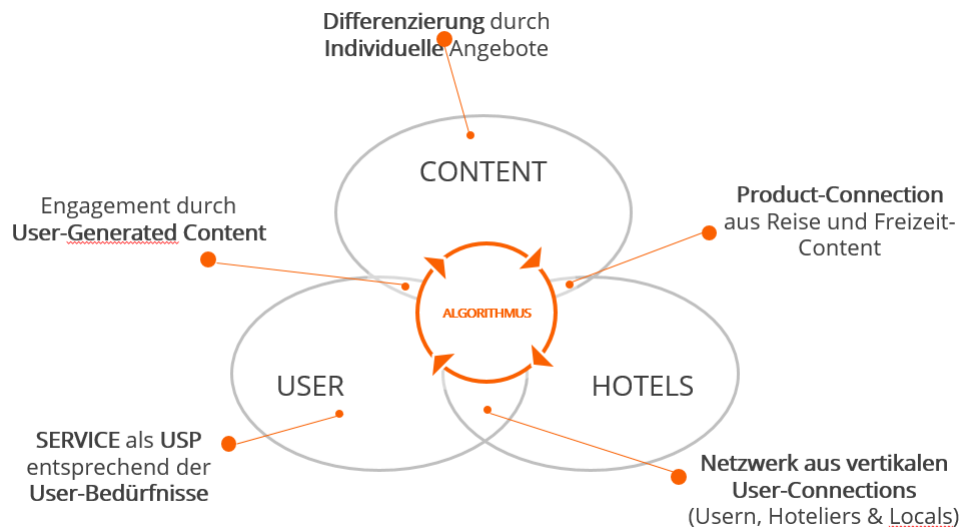 Differenzierung durch
Individuelle Angebote
CONTENT
Engagement durch
User-Generated Content
Product-Connection
aus Reise und Freizeit-
Content
ALGORITHMUS
USER
HOTELS
SERVICE als USP
entsprechend der
User-Bedürfnisse
Netzwerk aus vertikalen
User-Connections
(Usern, Hoteliers & Locals)